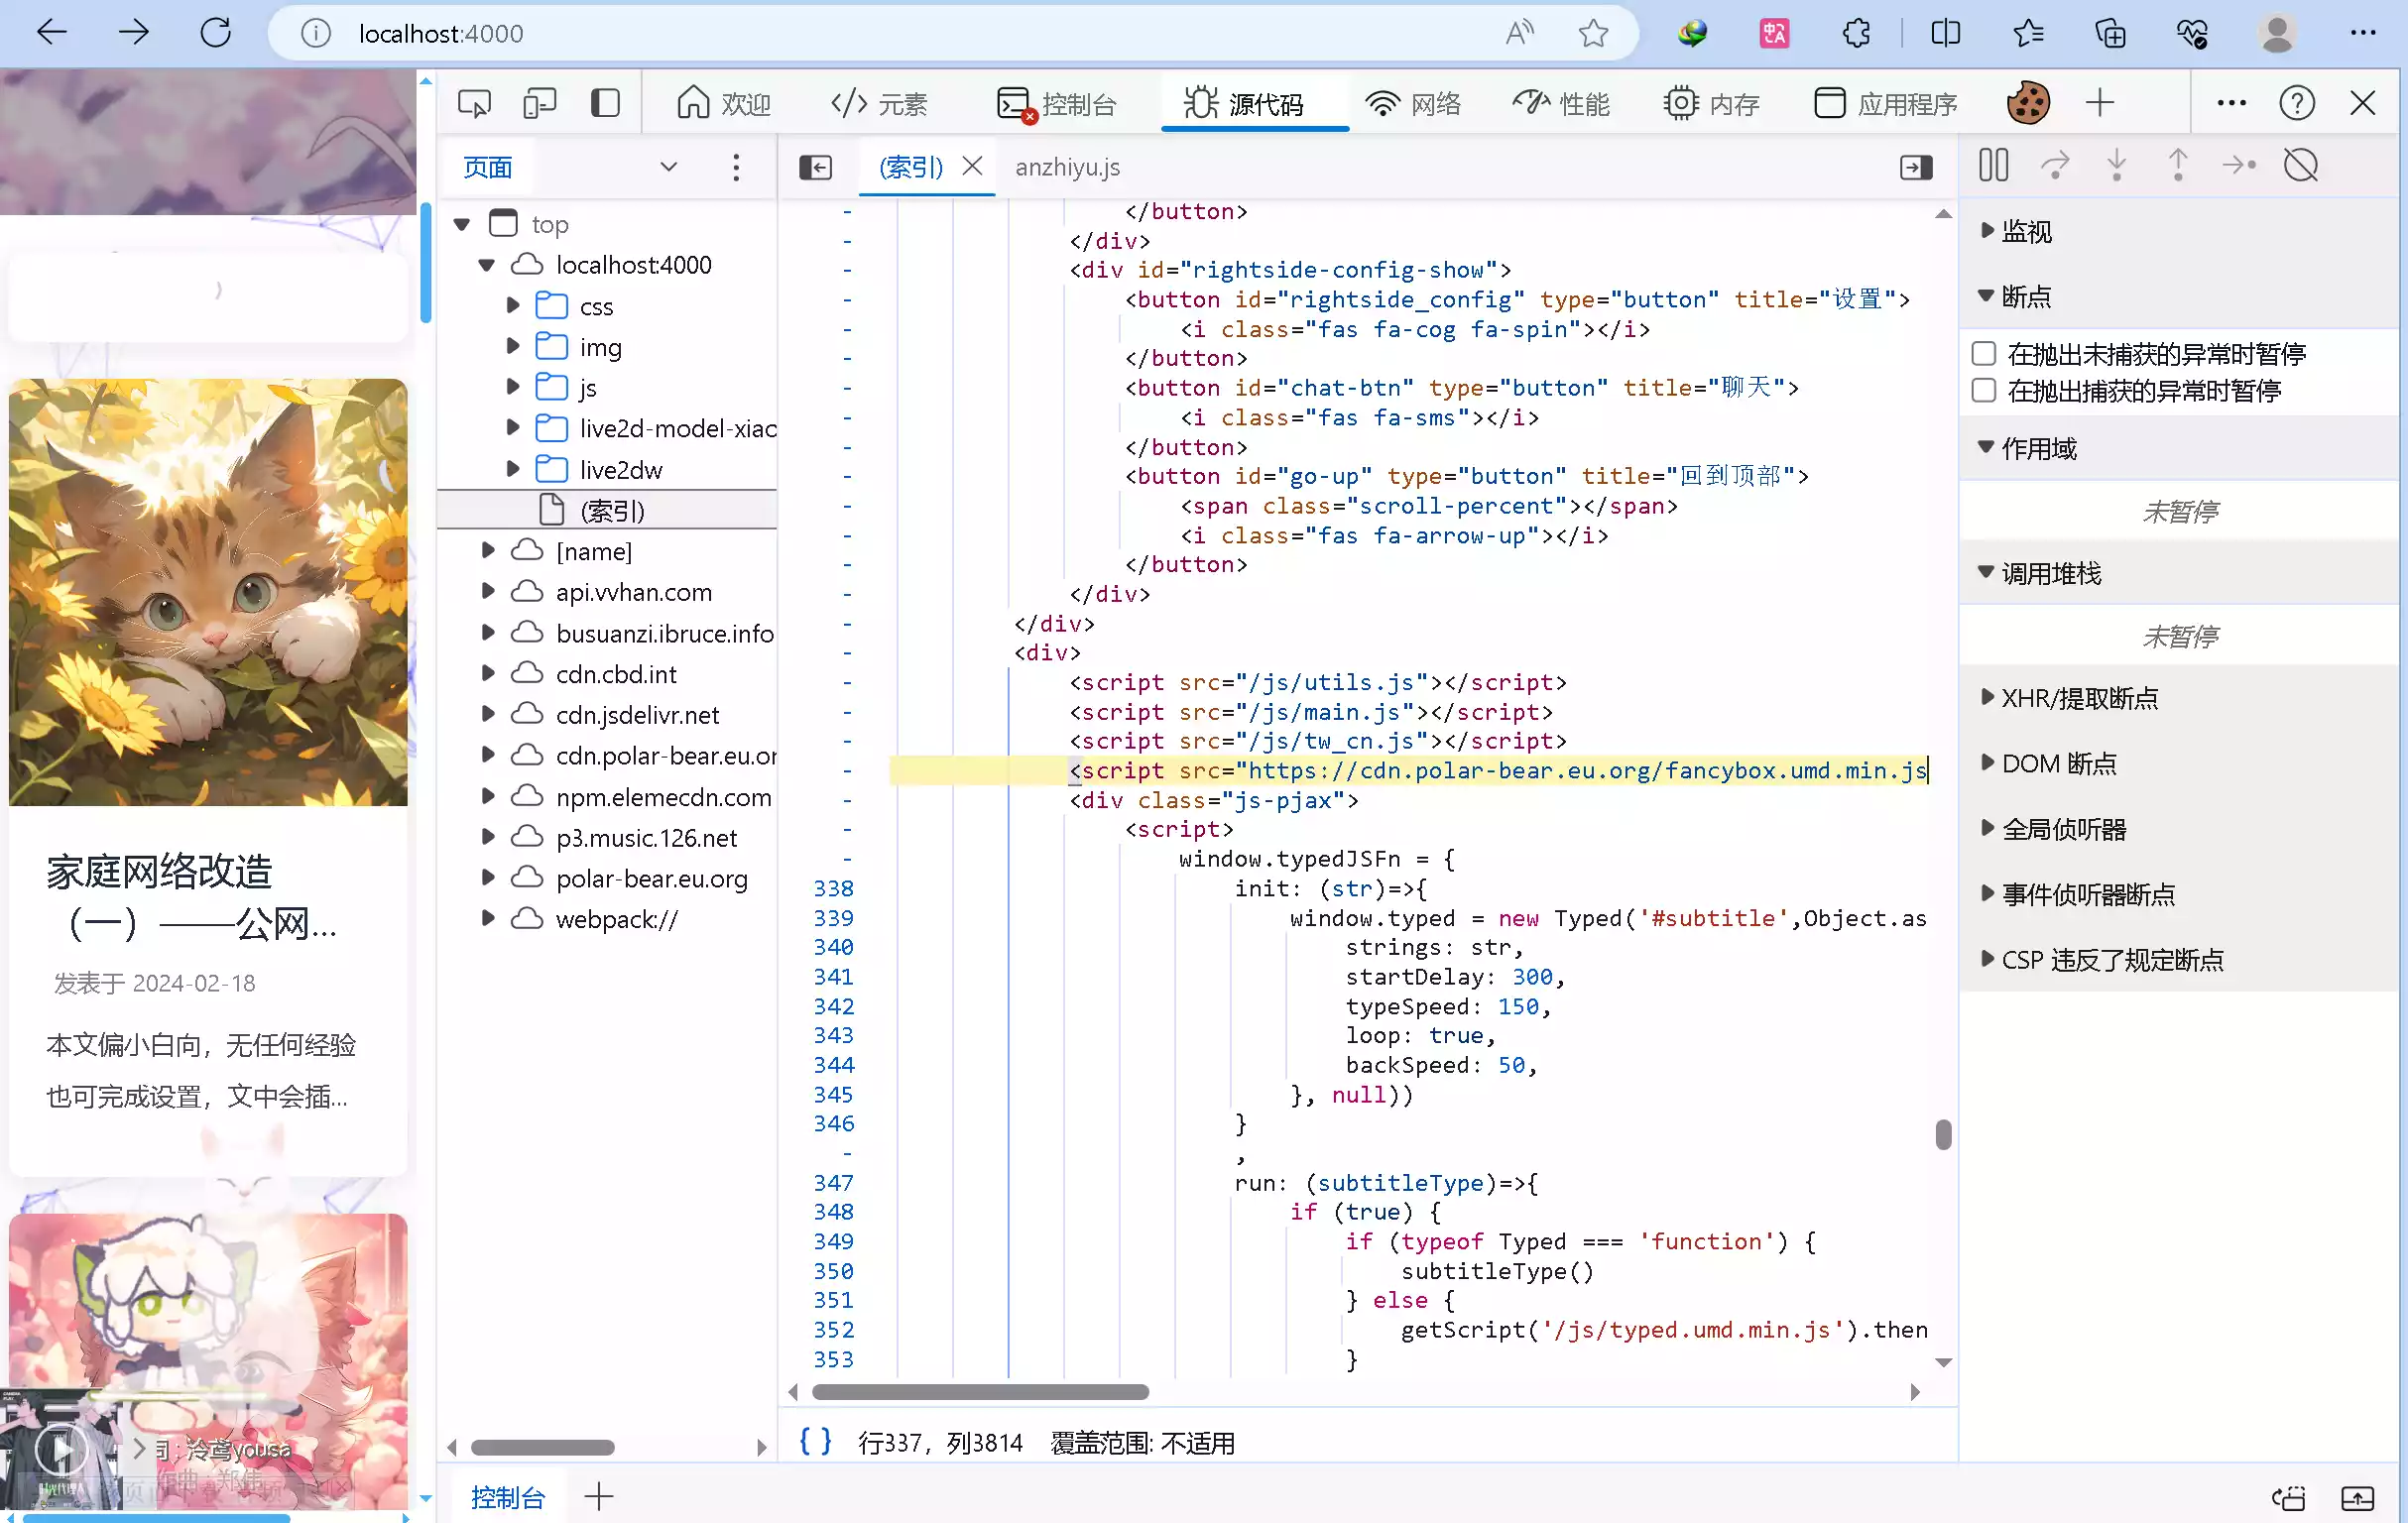 localhost:4000
欢迎
元素
控制台
源代码
网络
性能
内存
应用程序
页面
(索引)
anzhiyu.js
top
localhost:4000
css
img
js
live2d-model-xiao
live2dw
(索引)
[name]
api.vvhan.com
busuanzi.ibruce.info
cdn.cbd.int
cdn.jsdelivr.net
cdn.polar-bear.eu.or
npm.elemecdn.com
p3.music.126.net
polar-bear.eu.org
webpack://
</button>
</div>
<div id="rightside-config-show">
<button id="rightside_config" type="button" title="设置">
<i class="fas fa-cog fa-spin"></i>
</button>
<button id="chat-btn" type="button" title="聊天">
<i class="fas fa-sms"></i>
</button>
<button id="go-up" type="button" title="回到顶部">
<span class="scroll-percent"></span>
<i class="fas fa-arrow-up"></i>
</button>
</div>
</div>
<div>
<script src="/js/utils.js"></script>
<script src="/js/main.js"></script>
<script src="/js/tw_cn.js"></script>
<script src="https://cdn.polar-bear.eu.org/fancybox.umd.min.js
<div class="js-pjax">
<script>
window.typedJSFn = {
338 init: (str)=>{
339 window.typed = new Typed('#subtitle',Object.as
340 strings: str,
341 startDelay: 300,
342 typeSpeed: 150,
343 loop: true,
344 backSpeed: 50,
345 }, null))
346 }
- ,
347 run: (subtitleType)=>{
348 if (true) {
349 if (typeof Typed === 'function') {
350 subtitleType()
351 } else {
352 getScript('/js/typed.umd.min.js').then
353 }
{ } 行337，列3814 覆盖范围: 不适用
监视
断点
在抛出未捕获的异常时暂停
在抛出捕获的异常时暂停
作用域
未暂停
调用堆栈
未暂停
XHR/提取断点
DOM 断点
全局侦听器
事件侦听器断点
CSP 违反了规定断点
家庭网络改造
（一）——公网...
发表于 2024-02-18
本文偏小白向，无任何经验
也可完成设置，文中会插...
词: 泠鸢yousa
作曲: 郑伟
控制台